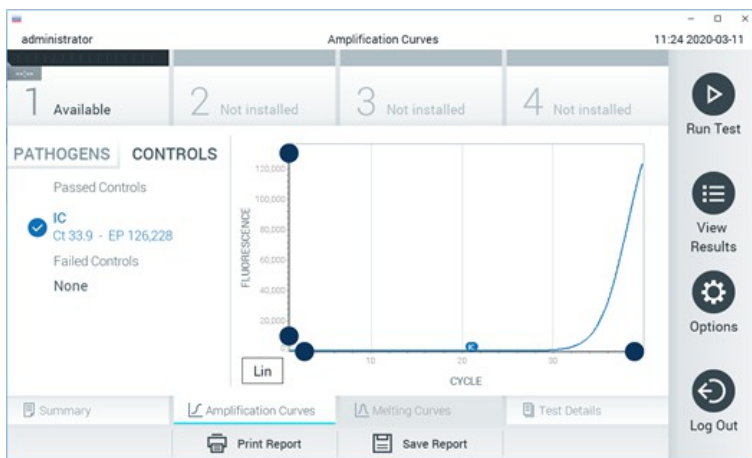 administrator
Amplification Curves
11:24 2020-03-11
--:--
1 Available
2 Not installed
3 Not installed
4 Not installed
Run Test
PATHOGENS
CONTROLS
Passed Controls
IC
Ct 33.9 - EP 126,228
Failed Controls
None
FLUORESCENCE
120,000
100,000
80,000
60,000
40,000
20,000
IC
10
20
30
CYCLE
Lin
View
Results
Options
Log Out
Summary
Amplification Curves
Melting Curves
Test Details
Print Report
Save Report